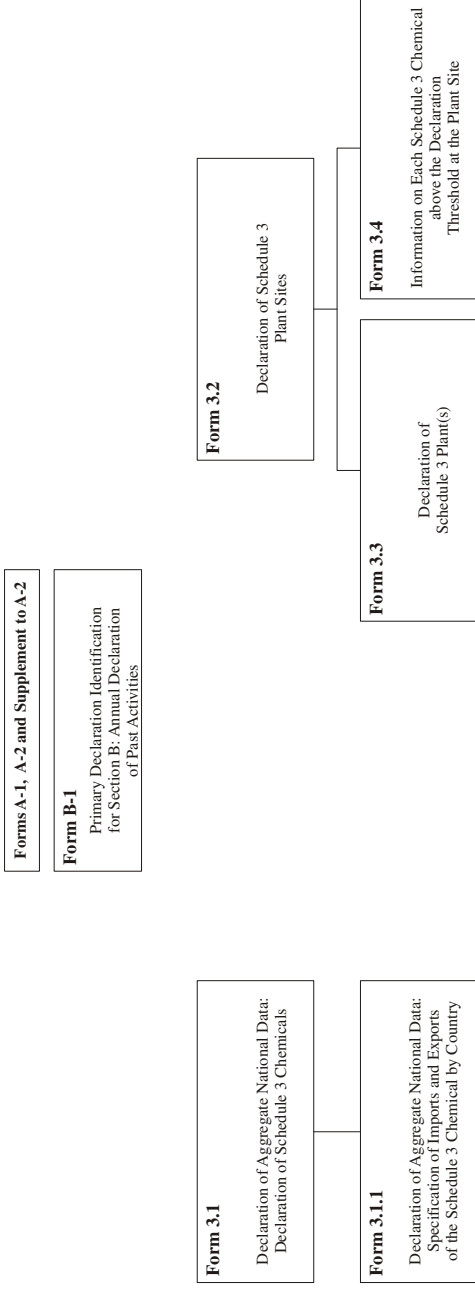 Forms A-1, A-2 and Supplement to A-2
Form B-1
Primary Declaration Identification
for Section B: Annual Declaration
of Past Activities
Form 3.1
Declaration of Aggregate National Data:
Declaration of Schedule 3 Chemicals
Form 3.1.1
Declaration of Aggregate National Data:
Specification of Imports and Exports
of the Schedule 3 Chemical by Country
Form 3.2
Declaration of Schedule 3
Plant Sites
Form 3.3
Declaration of
Schedule 3 Plant(s)
Form 3.4
Information on Each Schedule 3 Chemical
above the Declaration
Threshold at the Plant Site